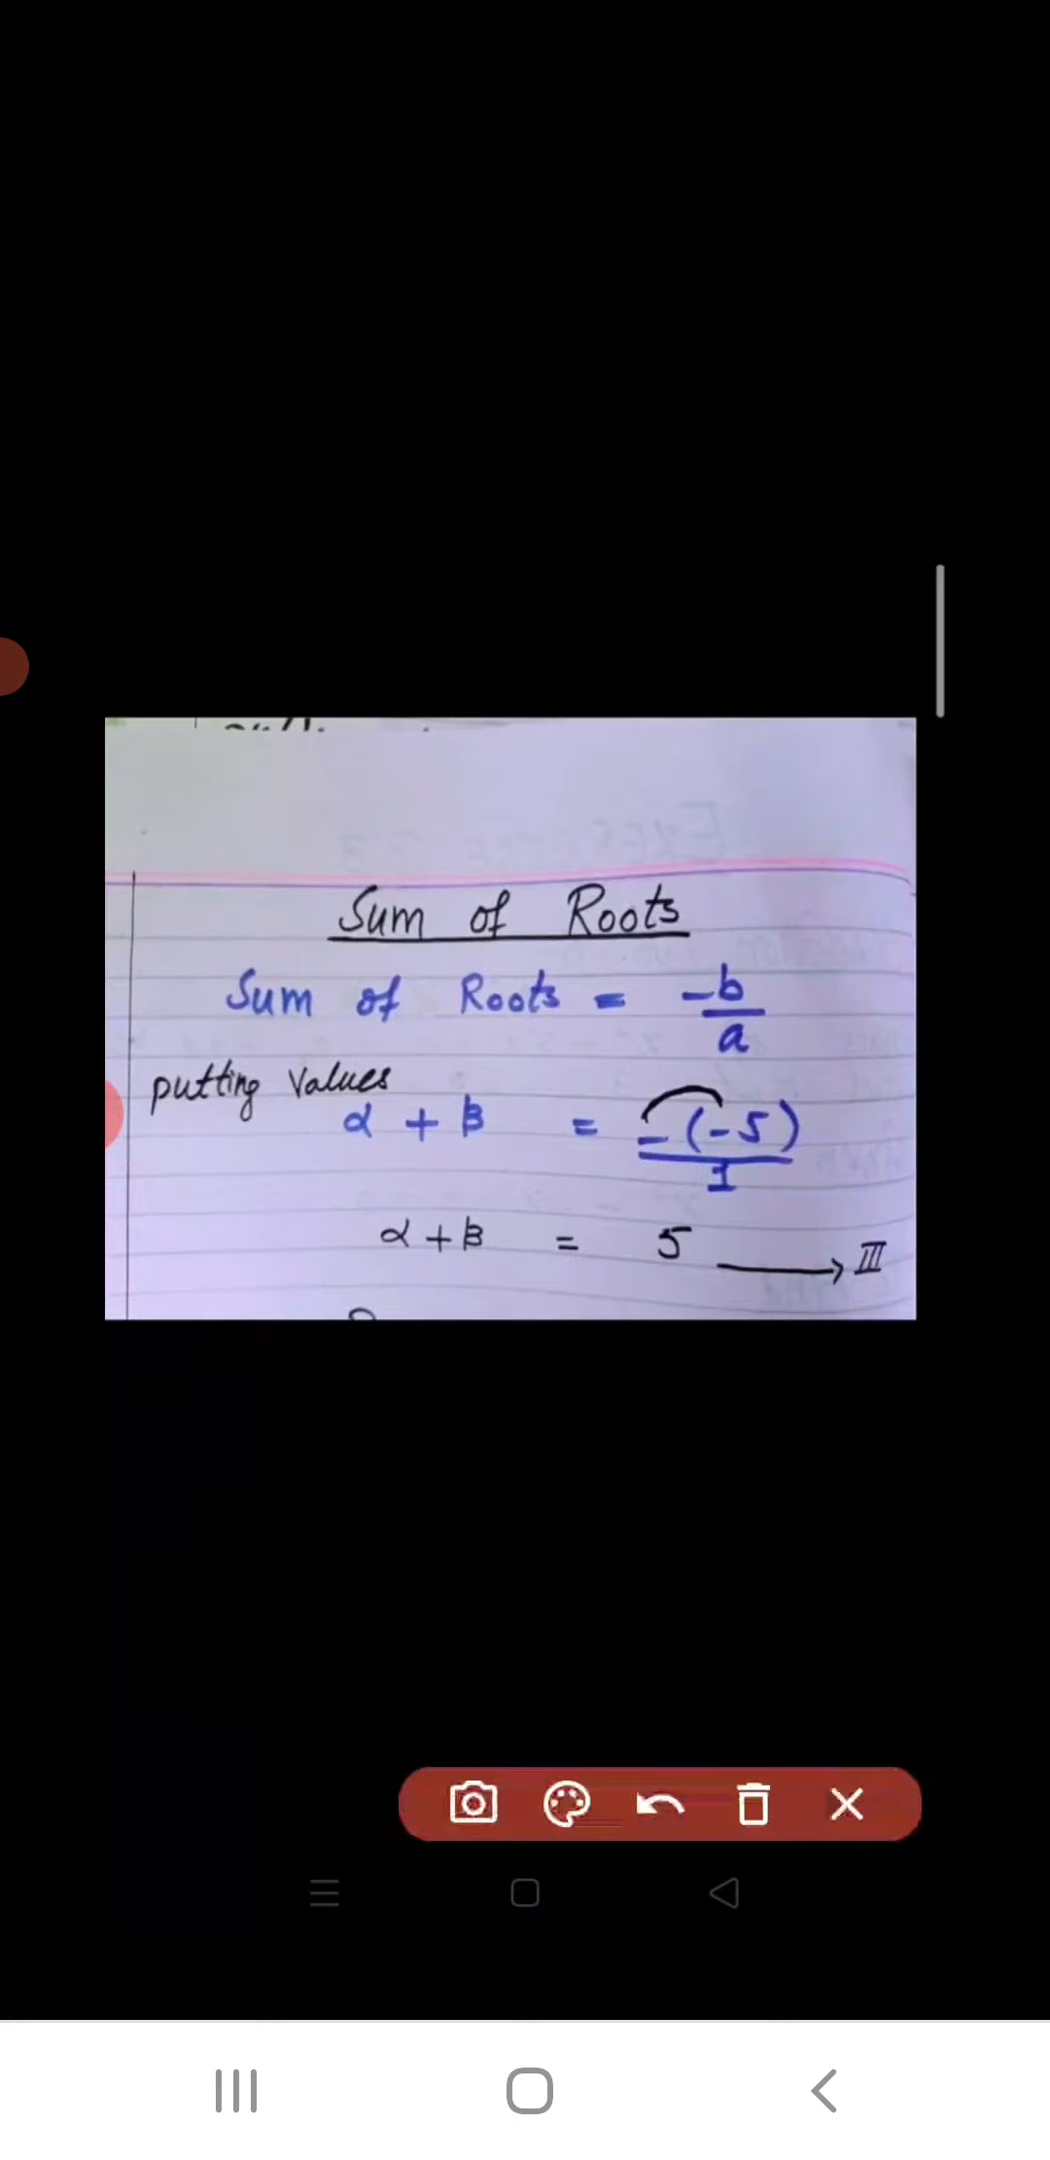 Sum of Roots
Sum of Roots = -b/a
putting values
α + β = -(-5)/1
α + β = 5 → III